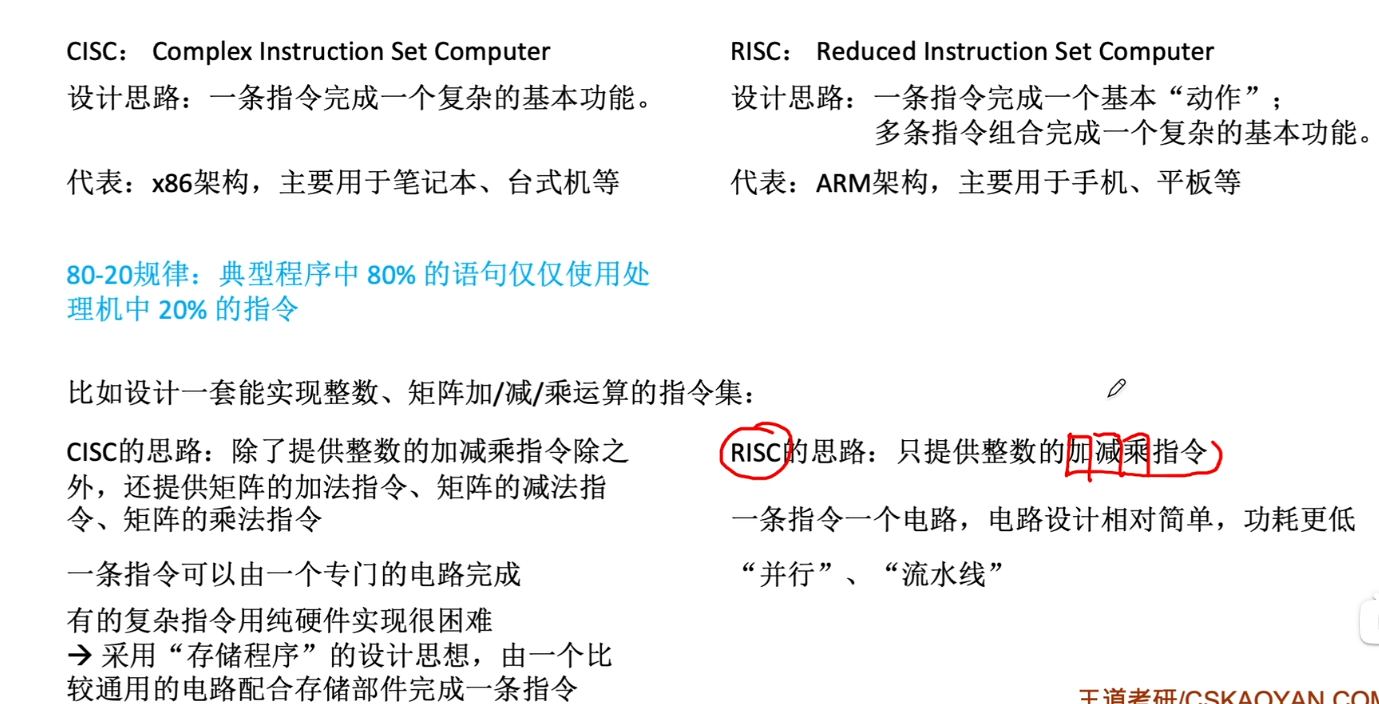 CISC： Complex Instruction Set Computer
设计思路：一条指令完成一个复杂的基本功能。
代表：x86架构，主要用于笔记本、台式机等
80-20规律：典型程序中 80% 的语句仅仅使用处
理机中 20% 的指令
RISC： Reduced Instruction Set Computer
设计思路：一条指令完成一个基本“动作”；
多条指令组合完成一个复杂的基本功能。
代表：ARM架构，主要用于手机、平板等
比如设计一套能实现整数、矩阵加/减/乘运算的指令集：
CISC的思路：除了提供整数的加减乘指令除之
外，还提供矩阵的加法指令、矩阵的减法指
令、矩阵的乘法指令
一条指令可以由一个专门的电路完成
有的复杂指令用纯硬件实现很困难
→ 采用“存储程序”的设计思想，由一个比
较通用的电路配合存储部件完成一条指令
RISC的思路：只提供整数的加减乘指令
一条指令一个电路，电路设计相对简单，功耗更低
“并行”、“流水线”
王道考研/CSKAOYAN.COM